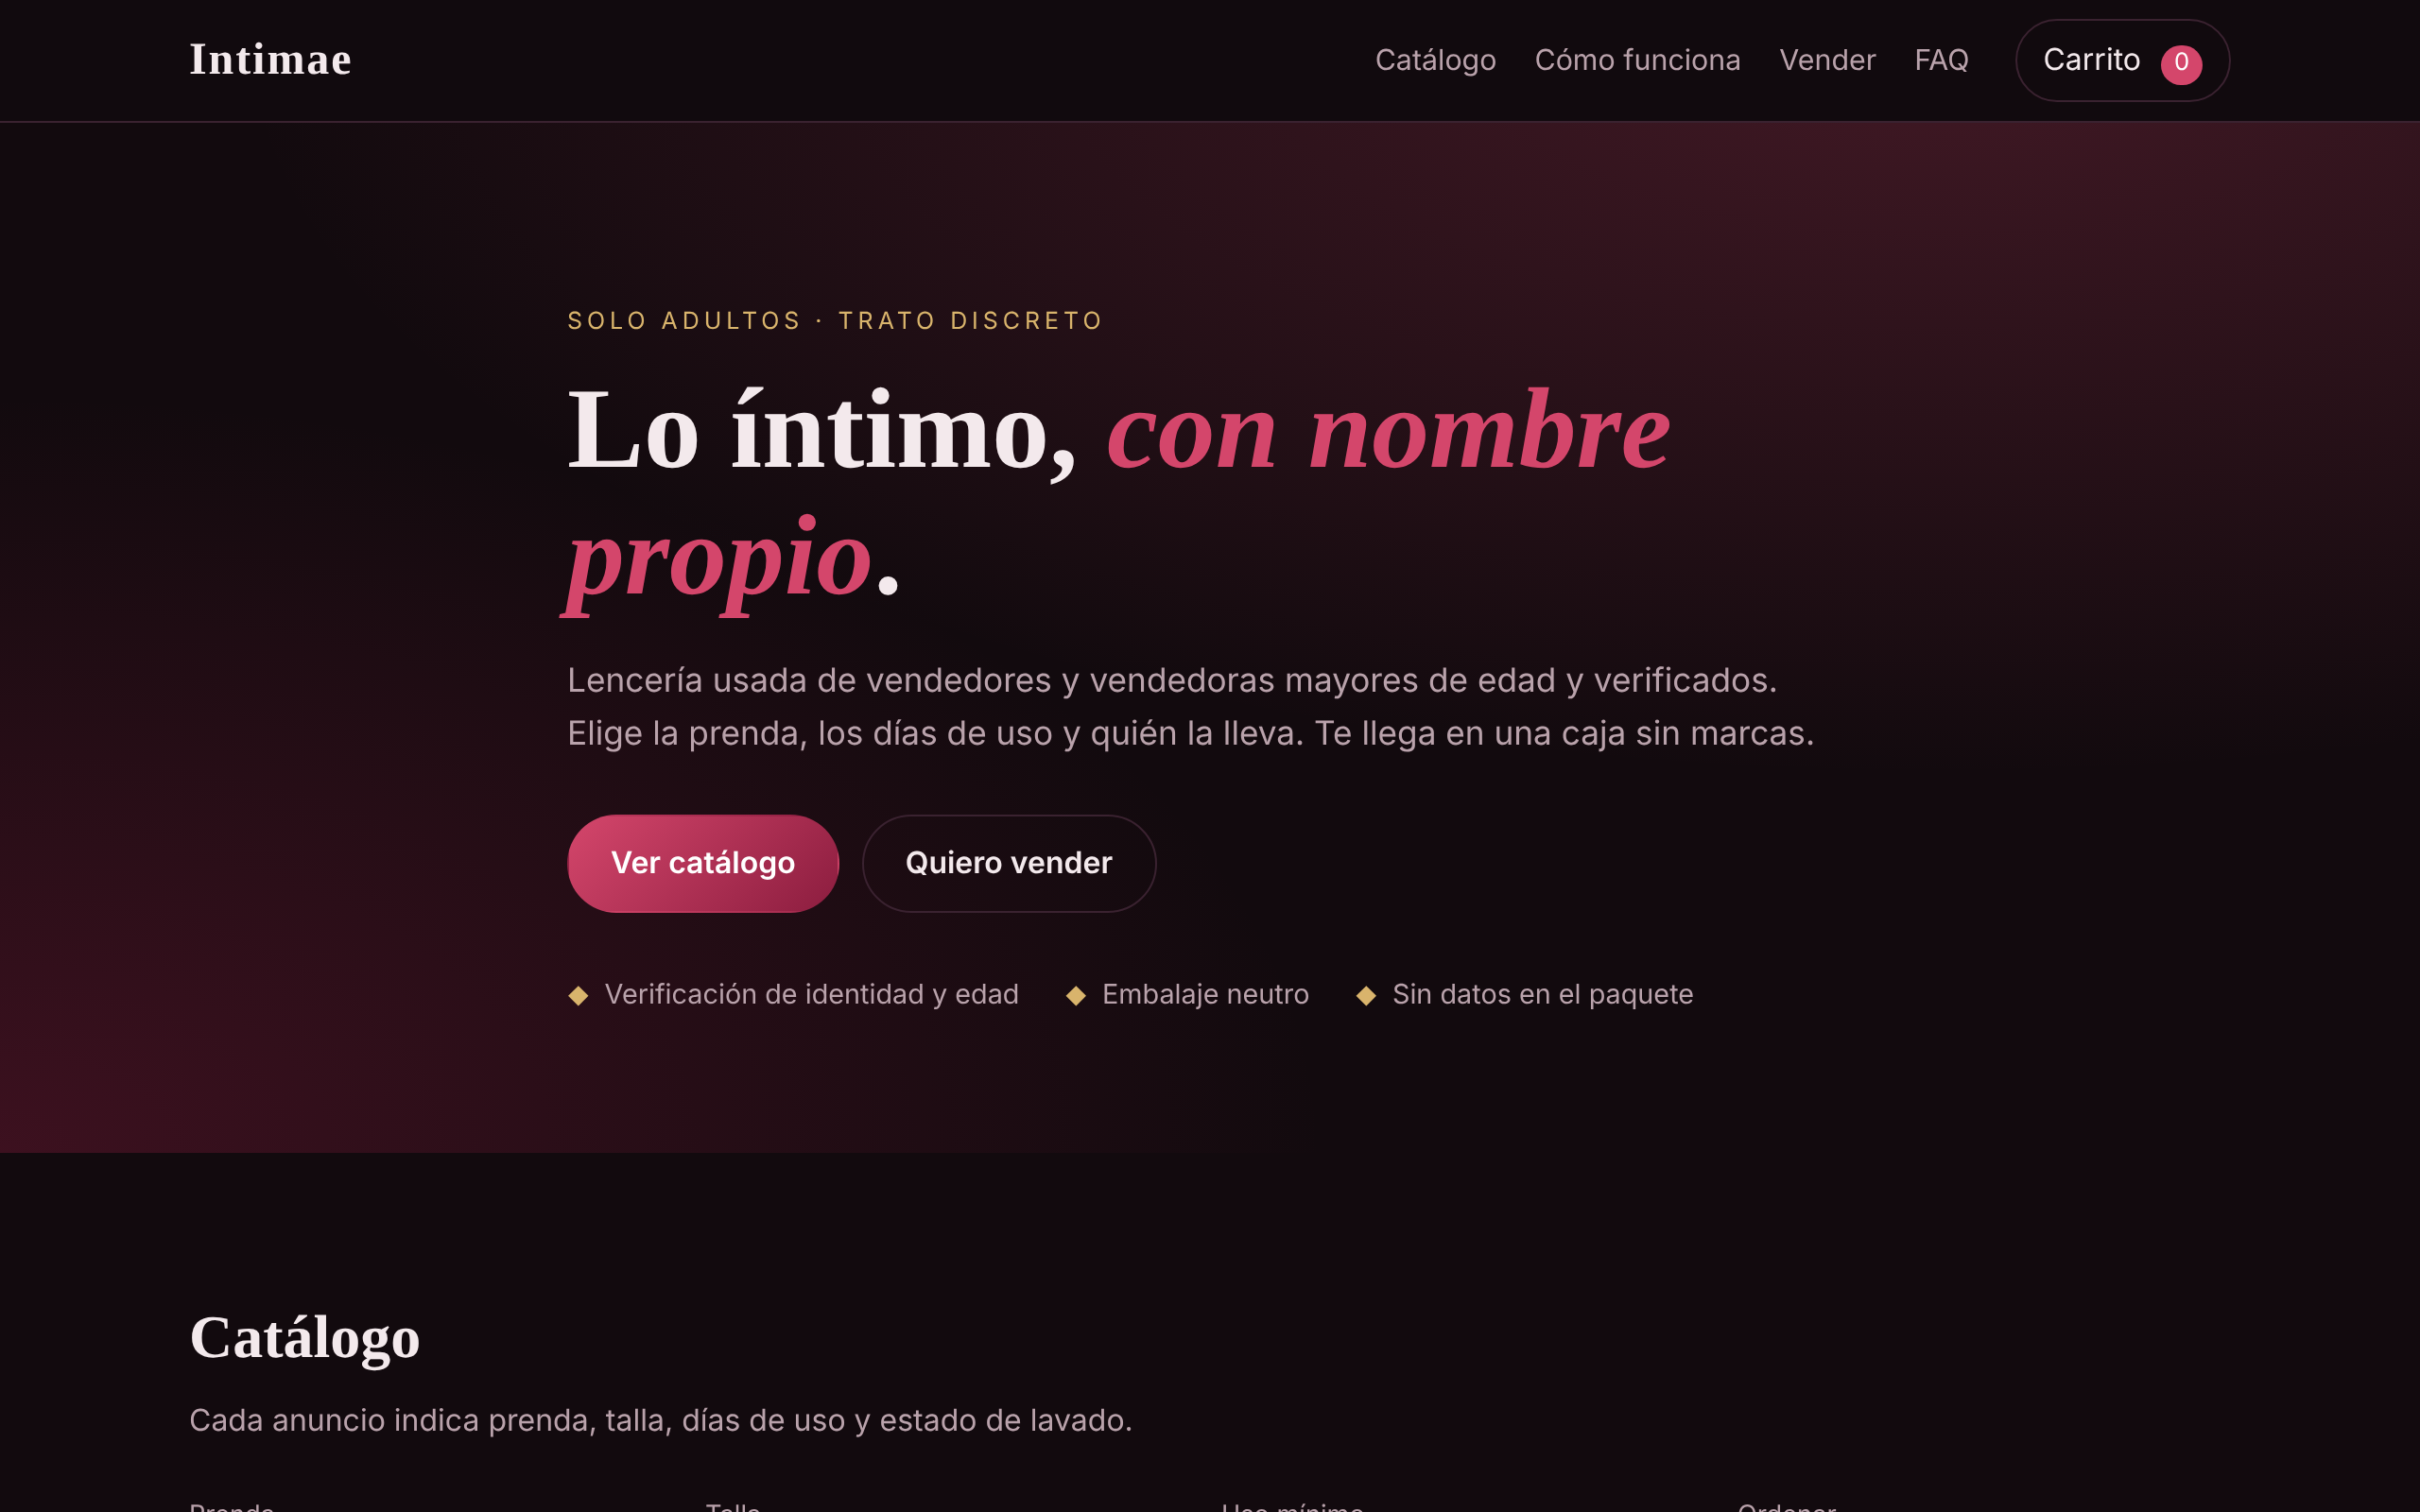 Intimae
Catálogo
Cómo funciona
Vender
FAQ
Carrito 0
SOLO ADULTOS · TRATO DISCRETO
Lo íntimo, con nombre
propio.
Lencería usada de vendedores y vendedoras mayores de edad y verificados.
Elige la prenda, los días de uso y quién la lleva. Te llega en una caja sin marcas.
Ver catálogo
Quiero vender
◆ Verificación de identidad y edad
◆ Embalaje neutro
◆ Sin datos en el paquete
Catálogo
Cada anuncio indica prenda, talla, días de uso y estado de lavado.